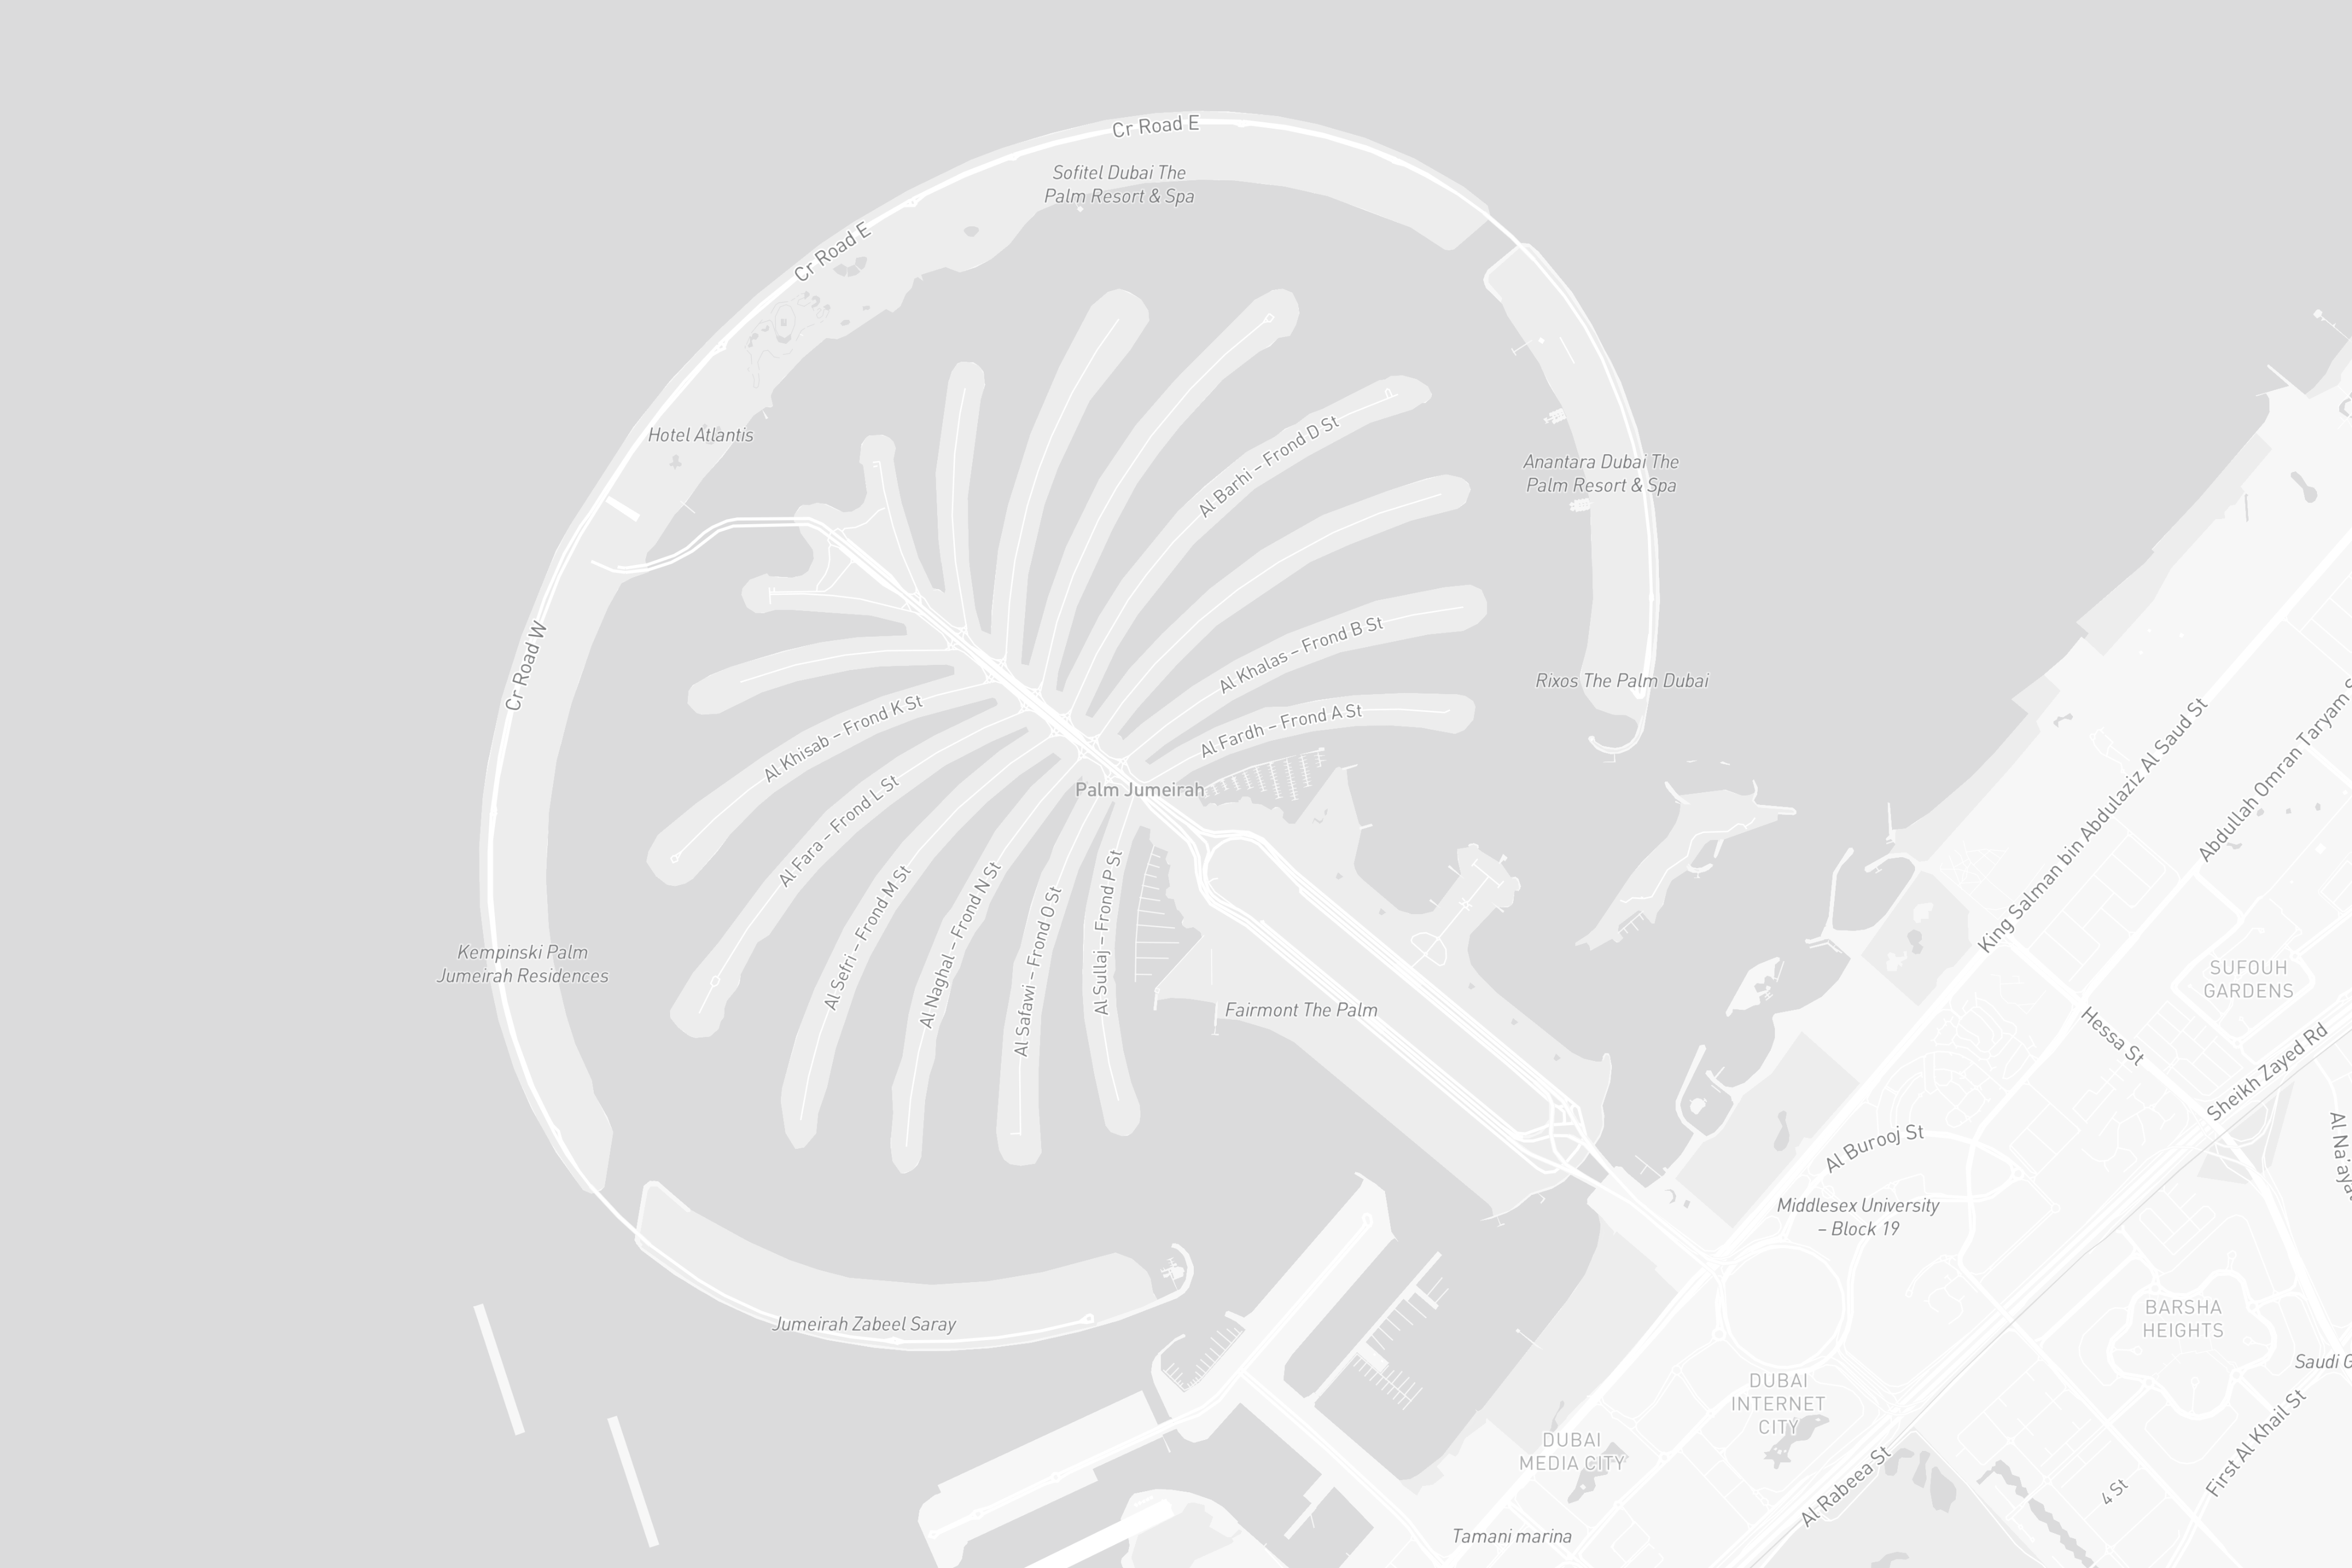 Cr Road E
Sofitel Dubai The
Palm Resort & Spa
Cr Road E
Hotel Atlantis
Al Barhi – Frond D St
Anantara Dubai The
Palm Resort & Spa
Cr Road W
Al Khalas – Frond B St
Rixos The Palm Dubai
Al Fardh – Frond A St
Al Khisab – Frond K St
Palm Jumeirah
Al Fara – Frond L St
Al Sefri – Frond M St
Al Naghal – Frond N St
Al Safawi – Frond O St
Al Sullaj – Frond P St
King Salman bin Abdulaziz Al Saud St
Abdullah Omran Taryam S
Kempinski Palm
Jumeirah Residences
Fairmont The Palm
SUFOUH
GARDENS
Hessa St
Sheikh Zayed Rd
Al Burooj St
Al Na'aya
Middlesex University
– Block 19
Jumeirah Zabeel Saray
BARSHA
HEIGHTS
Saudi G
DUBAI
INTERNET
CITY
DUBAI
MEDIA CITY
First Al Khail St
Al Rabeea St
4 St
Tamani marina